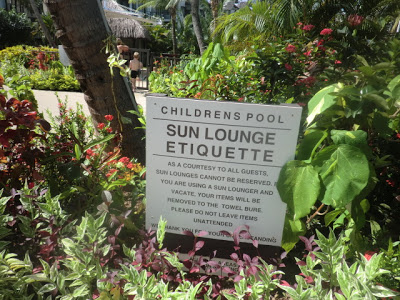 CHILDRENS POOL
SUN LOUNGE
ETIQUETTE
AS A COURTESY TO ALL GUESTS,
SUN LOUNGES CANNOT BE RESERVED. IF
YOU ARE USING A SUN LOUNGER AND
VACATE, YOUR ITEMS WILL BE
REMOVED TO THE TOWEL BURE.
PLEASE DO NOT LEAVE ITEMS
UNATTENDED
THANK YOU